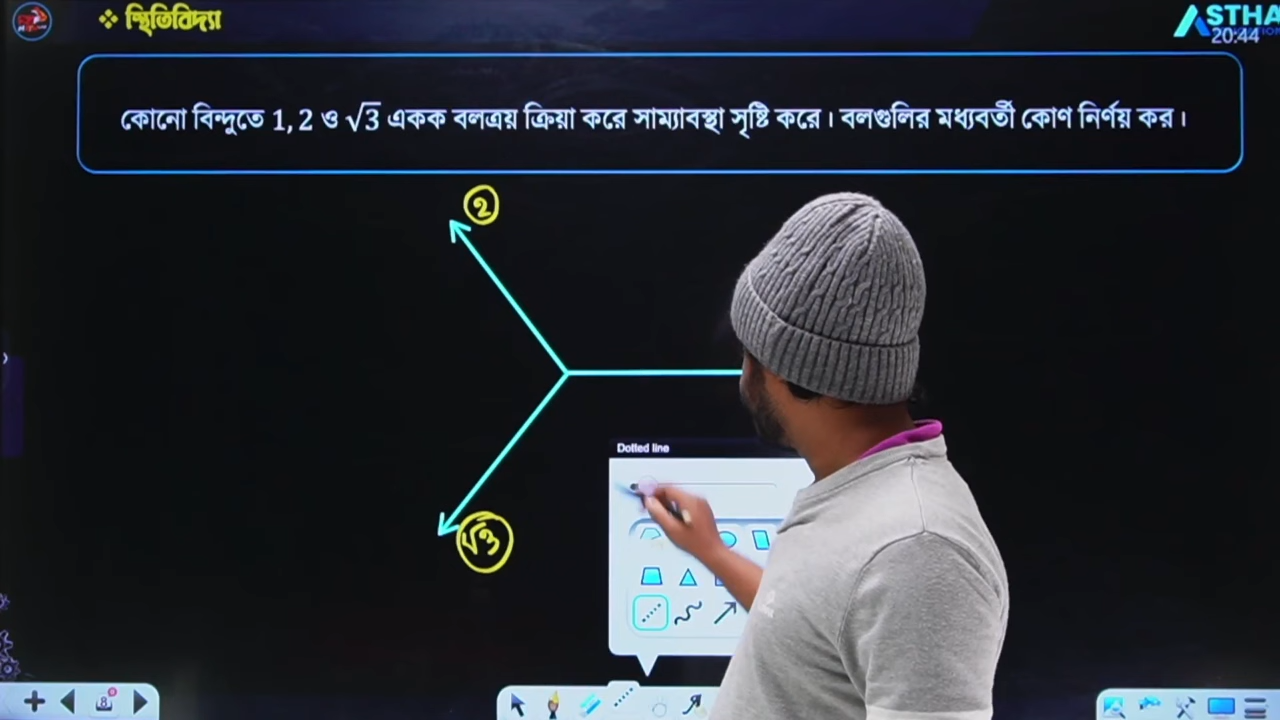 ❖ স্থিতিবিদ্যা
ASTHA
20:44
কোনো বিন্দুতে 1, 2 ও √3 একক বলত্রয় ক্রিয়া করে সাম্যাবস্থা সৃষ্টি করে। বলগুলির মধ্যবর্তী কোণ নির্ণয় কর।
২
√৩
Dotted line